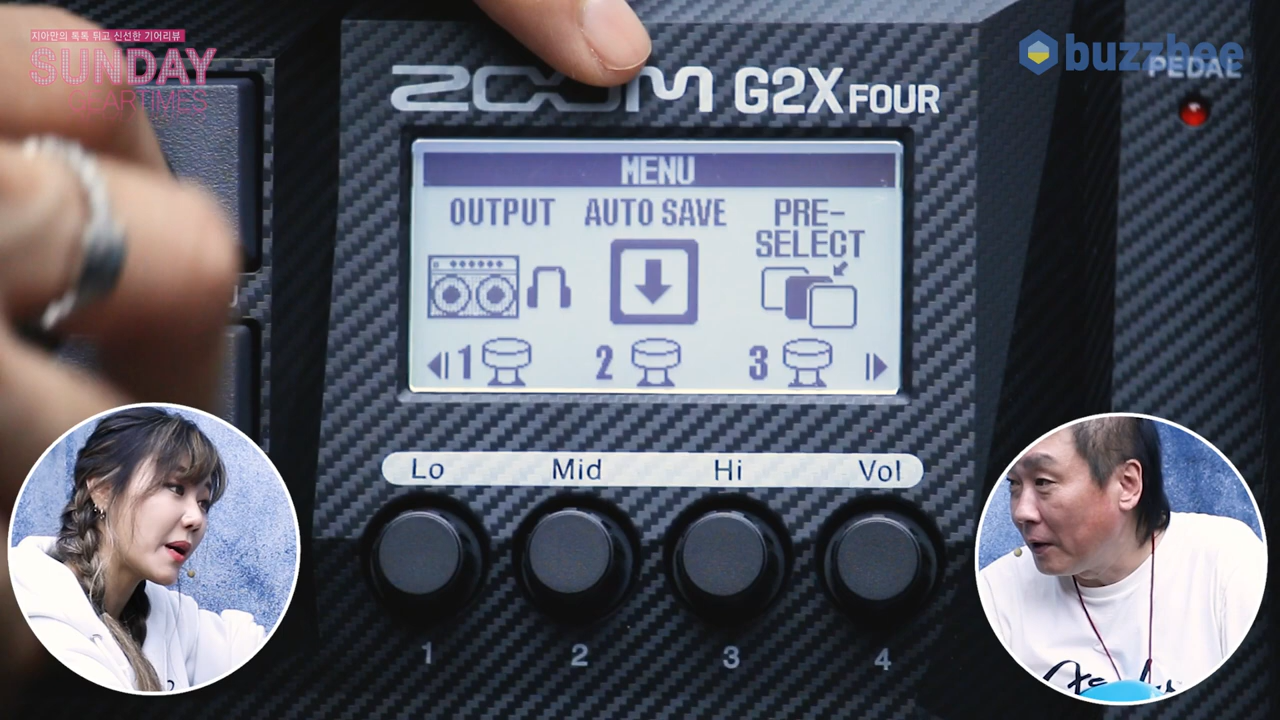 지아만의 톡톡 튀고 신선한 기어리뷰
SUNDAY
GEARTIMES
buzzbee
PEDAL
ZOOM G2X FOUR
MENU
OUTPUT AUTO SAVE PRE-SELECT
1 2 3
Lo Mid Hi Vol
1 2 3 4